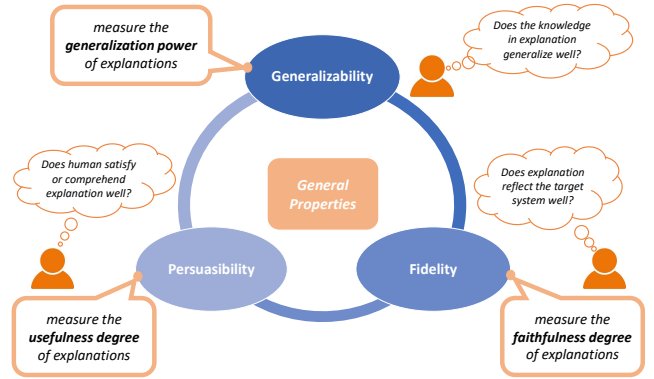 measure the
generalization power
of explanations
Generalizability
Does the knowledge
in explanation
generalize well?
Does human satisfy
or comprehend
explanation well?
General
Properties
Does explanation
reflect the target
system well?
Persuasibility
Fidelity
measure the
usefulness degree
of explanations
measure the
faithfulness degree
of explanations